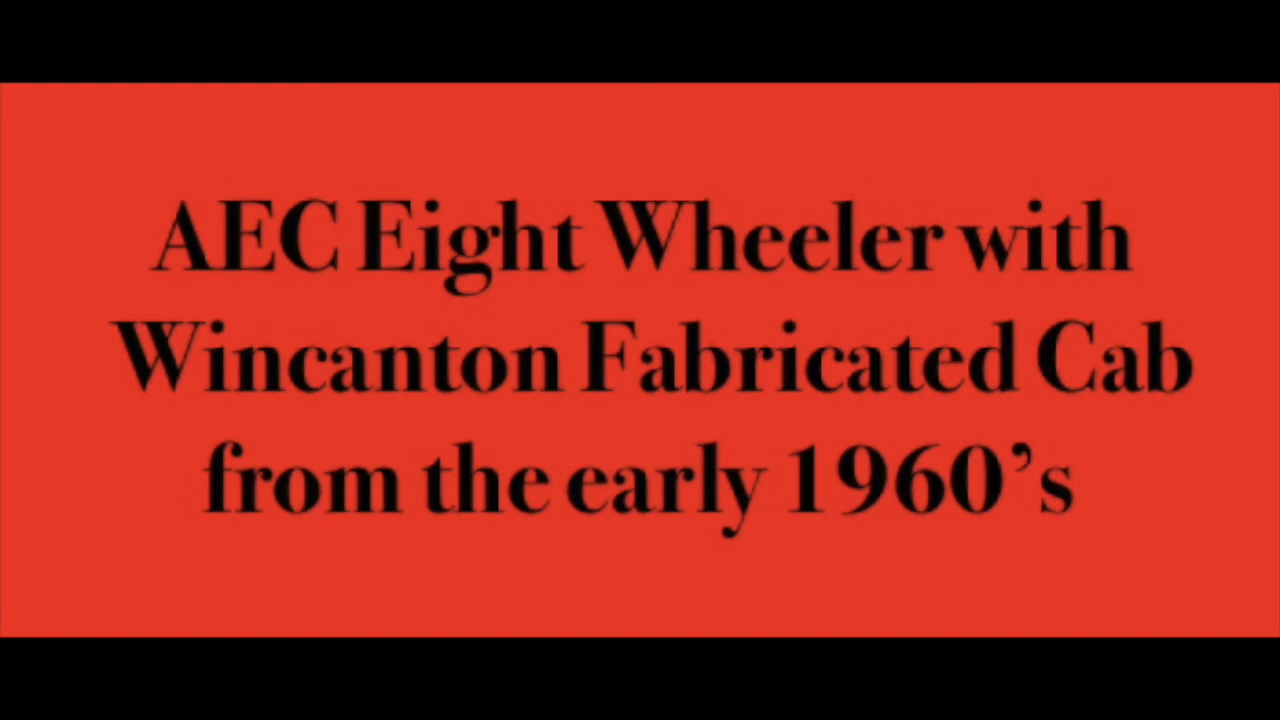 AEC Eight Wheeler with
Wincanton Fabricated Cab
from the early 1960’s